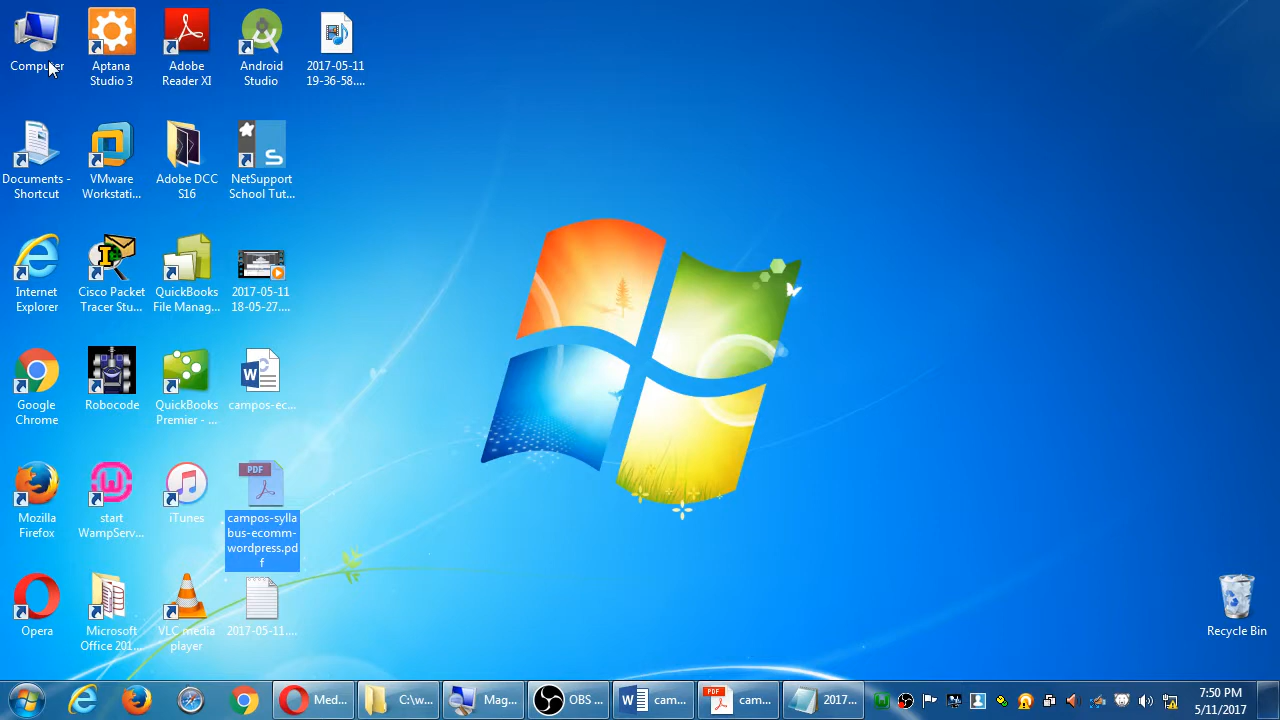 Computer
Aptana
Studio 3
Adobe
Reader XI
Android
Studio
2017-05-11
19-36-58....
Documents -
Shortcut
VMware
Workstati...
Adobe DCC
S16
NetSupport
School Tut...
Internet
Explorer
Cisco Packet
Tracer Stu...
QuickBooks
File Manag...
2017-05-11
18-05-27....
Google
Chrome
Robocode
QuickBooks
Premier - ...
campos-ec...
Mozilla
Firefox
start
WampServ...
iTunes
PDF
campos-sylla
bus-ecomm-
wordpress.pd
f
Opera
Microsoft
Office 201...
VLC media
player
2017-05-11....
Recycle Bin
Med...
C:\w...
Mag...
OBS ...
cam...
PDF
cam...
2017...
7:50 PM
5/11/2017